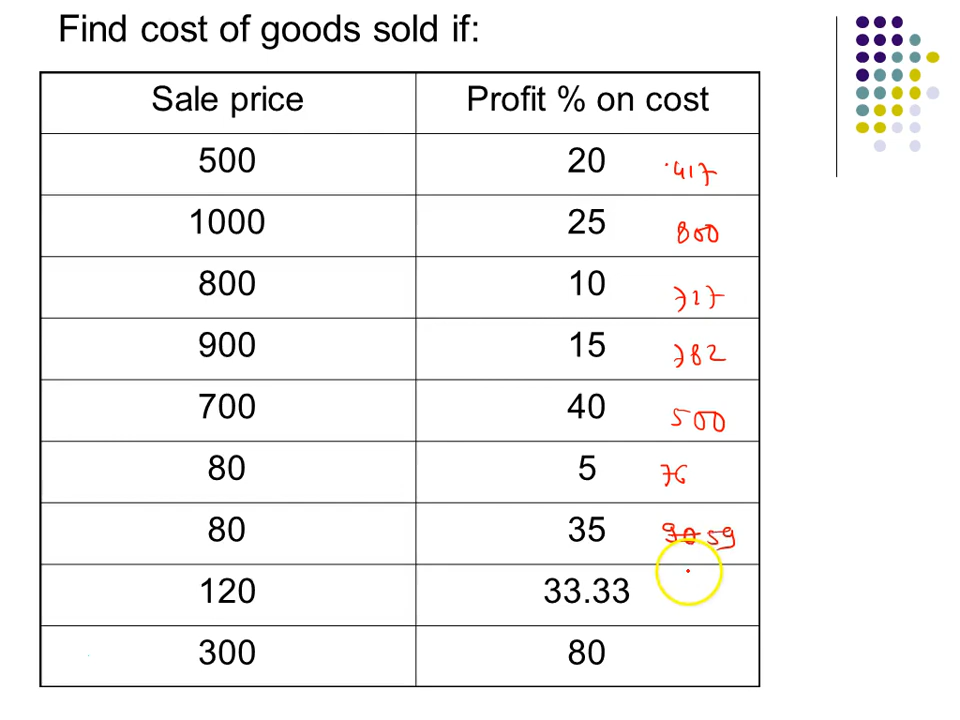 Find cost of goods sold if:
Sale price Profit % on cost
500 20 417
1000 25 800
800 10 727
900 15 782
700 40 500
80 5 76
80 35 59
120 33.33
300 80